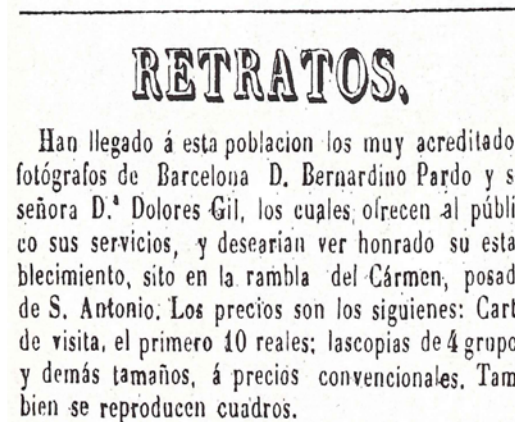 RETRATOS.
Han llegado á esta poblacion los muy acreditado
fotógrafos de Barcelona D. Bernardino Pardo y s
señora D.ª Dolores Gil, los cuales, ofrecen al públi
co sus servicios, y desearian ver honrado su esta
blecimiento, sito en la rambla del Cármen, posad
de S. Antonio. Los precios son los siguienes: Cart
de visita, el primero 10 reales; lascopias de 4 grupo
y demás tamaños, á precios convencionales. Tam
bien se reproducen cuadros.